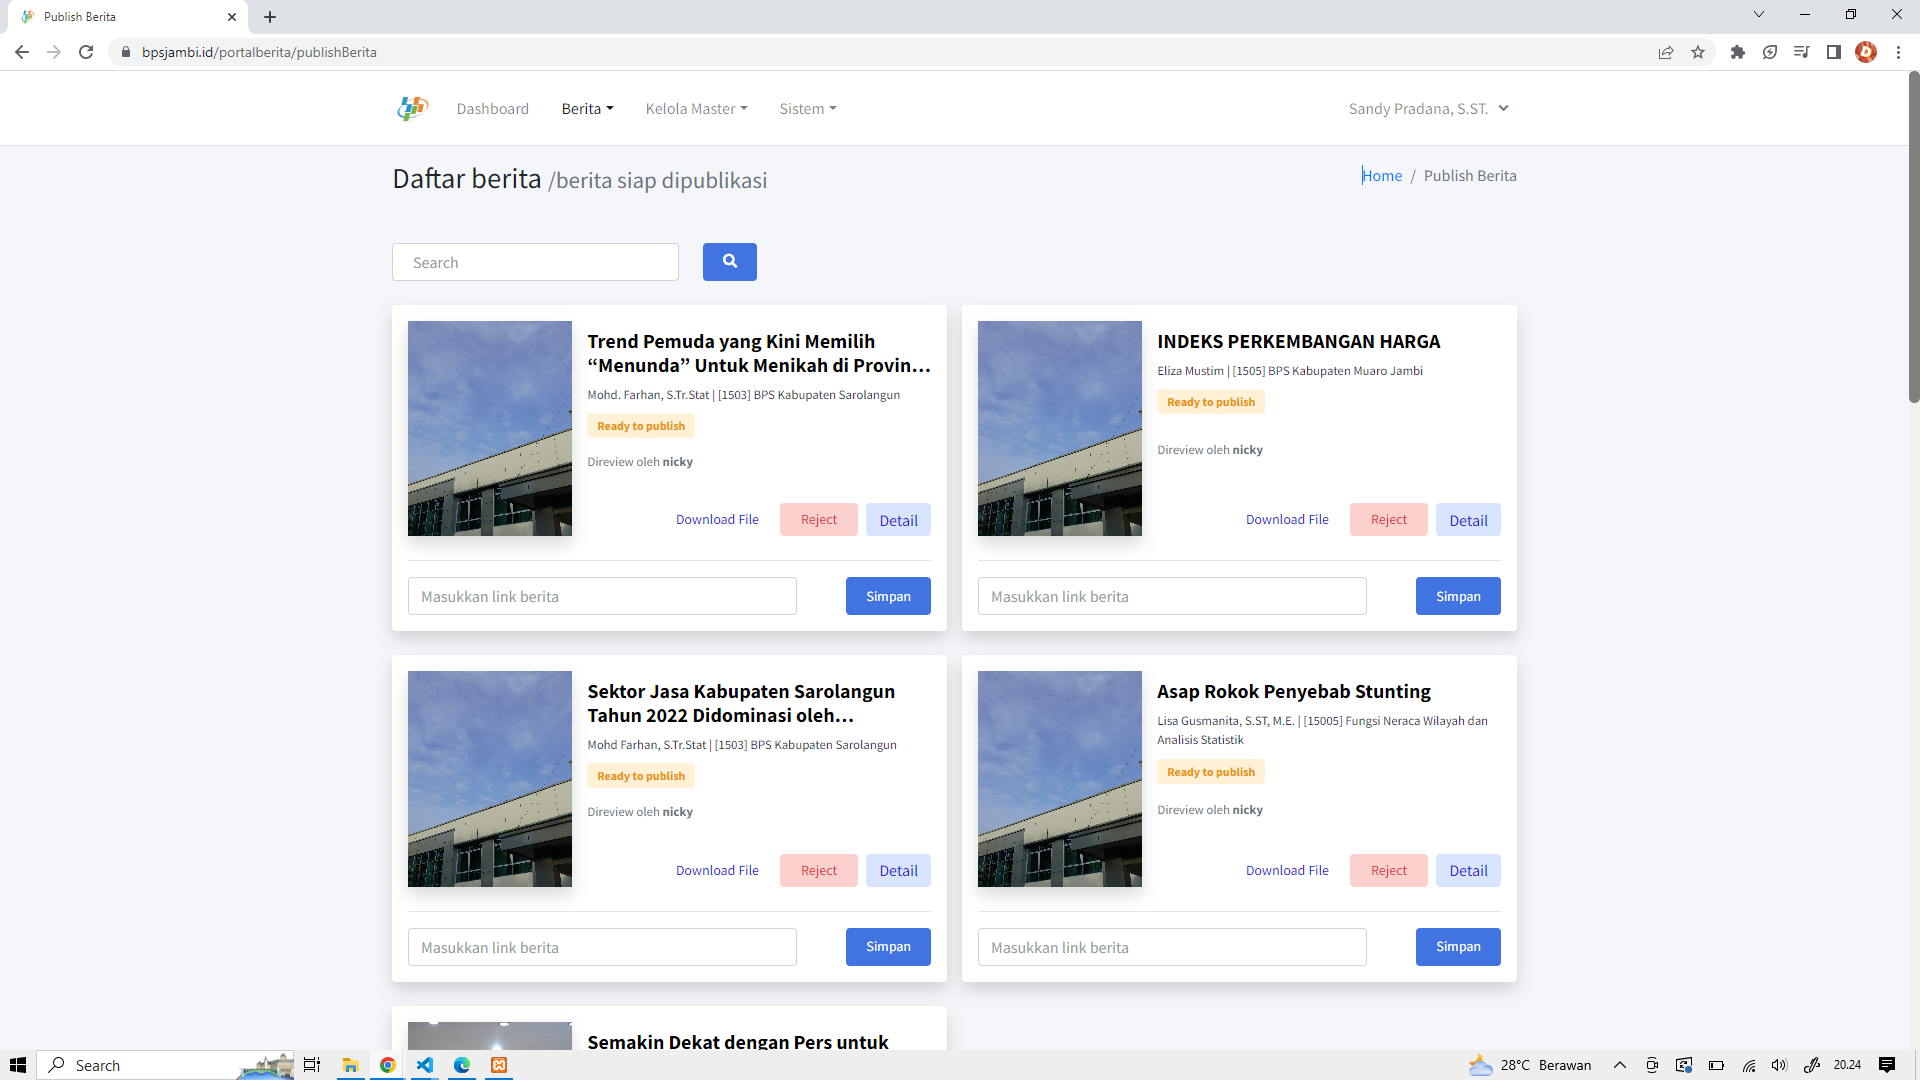 Publish Berita
bpsjambi.id/portalberita/publishBerita
Dashboard
Berita
Kelola Master
Sistem
Sandy Pradana, S.ST.
Daftar berita /berita siap dipublikasi
Home / Publish Berita
Search
Trend Pemuda yang Kini Memilih
“Menunda” Untuk Menikah di Provin...
Mohd. Farhan, S.Tr.Stat | [1503] BPS Kabupaten Sarolangun
Ready to publish
Direview oleh nicky
Download File
Reject
Detail
Masukkan link berita
Simpan
INDEKS PERKEMBANGAN HARGA
Eliza Mustim | [1505] BPS Kabupaten Muaro Jambi
Ready to publish
Direview oleh nicky
Download File
Reject
Detail
Masukkan link berita
Simpan
Sektor Jasa Kabupaten Sarolangun
Tahun 2022 Didominasi oleh...
Mohd Farhan, S.Tr.Stat | [1503] BPS Kabupaten Sarolangun
Ready to publish
Direview oleh nicky
Download File
Reject
Detail
Masukkan link berita
Simpan
Asap Rokok Penyebab Stunting
Lisa Gusmanita, S.ST, M.E. | [15005] Fungsi Neraca Wilayah dan
Analisis Statistik
Ready to publish
Direview oleh nicky
Download File
Reject
Detail
Masukkan link berita
Simpan
Semakin Dekat dengan Pers untuk
Search
28°C Berawan
20.24